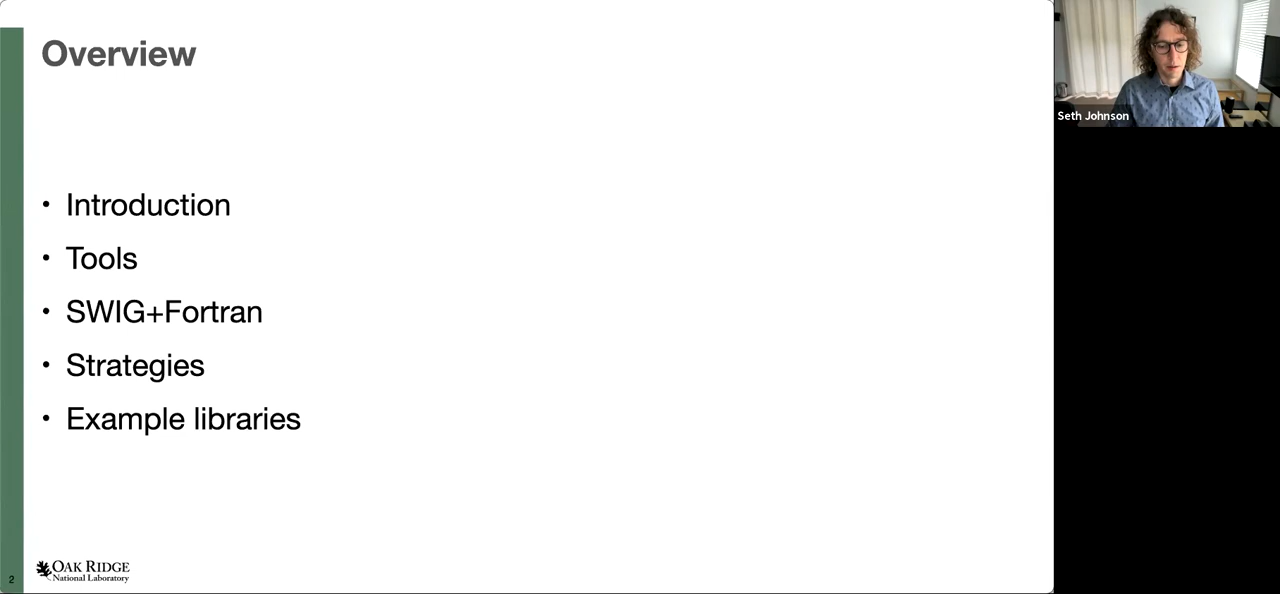 Overview
• Introduction
• Tools
• SWIG+Fortran
• Strategies
• Example libraries
2
OAK RIDGE
National Laboratory
Seth Johnson